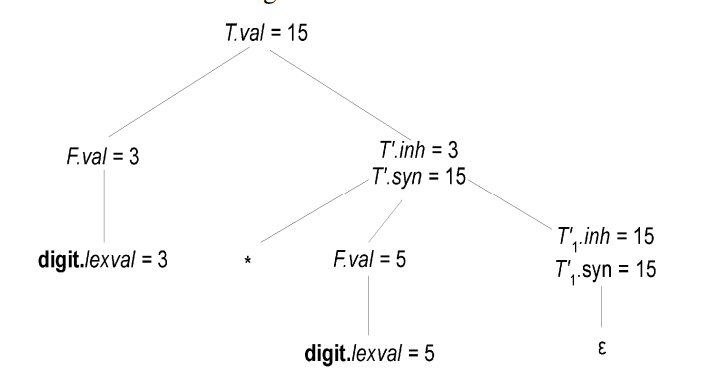 T.val = 15
F.val = 3
T'.inh = 3
T'.syn = 15
digit.lexval = 3
*
F.val = 5
T'₁.inh = 15
T'₁.syn = 15
digit.lexval = 5
ε